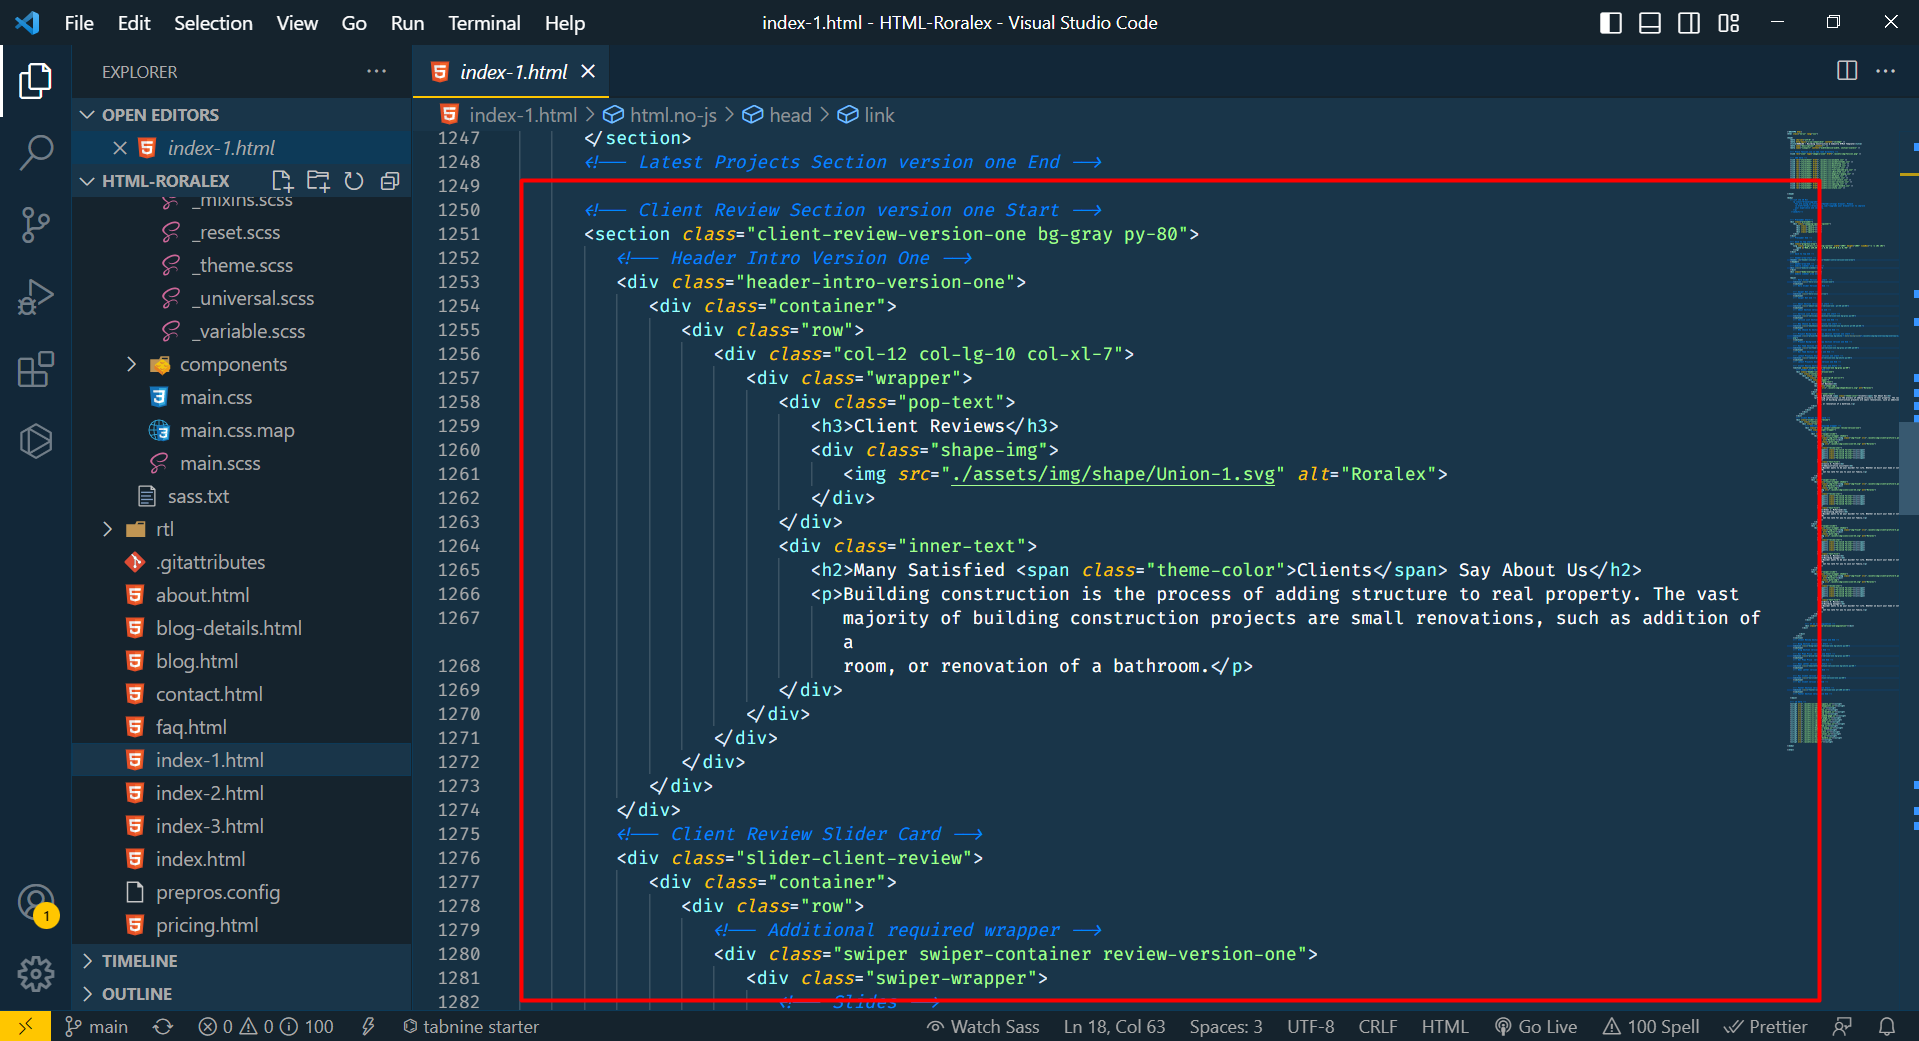 File Edit Selection View Go Run Terminal Help
index-1.html - HTML-Roralex - Visual Studio Code
EXPLORER
OPEN EDITORS
index-1.html
HTML-RORALEX
_mixins.scss
_reset.scss
_theme.scss
_universal.scss
_variable.scss
components
main.css
main.css.map
main.scss
sass.txt
rtl
.gitattributes
about.html
blog-details.html
blog.html
contact.html
faq.html
index-1.html
index-2.html
index-3.html
index.html
prepros.config
pricing.html
TIMELINE
OUTLINE
1
index-1.html
index-1.html > html.no-js > head > link
1247 </section>
1248 <!-- Latest Projects Section version one End -->
1249
1250 <!-- Client Review Section version one Start -->
1251 <section class="client-review-version-one bg-gray py-80">
1252 <!-- Header Intro Version One -->
1253 <div class="header-intro-version-one">
1254 <div class="container">
1255 <div class="row">
1256 <div class="col-12 col-lg-10 col-xl-7">
1257 <div class="wrapper">
1258 <div class="pop-text">
1259 <h3>Client Reviews</h3>
1260 <div class="shape-img">
1261 <img src="./assets/img/shape/Union-1.svg" alt="Roralex">
1262 </div>
1263 </div>
1264 <div class="inner-text">
1265 <h2>Many Satisfied <span class="theme-color">Clients</span> Say About Us</h2>
1266 <p>Building construction is the process of adding structure to real property. The vast
1267 majority of building construction projects are small renovations, such as addition of
a
1268 room, or renovation of a bathroom.</p>
1269 </div>
1270 </div>
1271 </div>
1272 </div>
1273 </div>
1274 </div>
1275 <!-- Client Review Slider Card -->
1276 <div class="slider-client-review">
1277 <div class="container">
1278 <div class="row">
1279 <!-- Additional required wrapper -->
1280 <div class="swiper swiper-container review-version-one">
1281 <div class="swiper-wrapper">
1282 <!-- Slides -->
main 0 0 100 tabnine starter Watch Sass Ln 18, Col 63 Spaces: 3 UTF-8 CRLF HTML Go Live 100 Spell Prettier